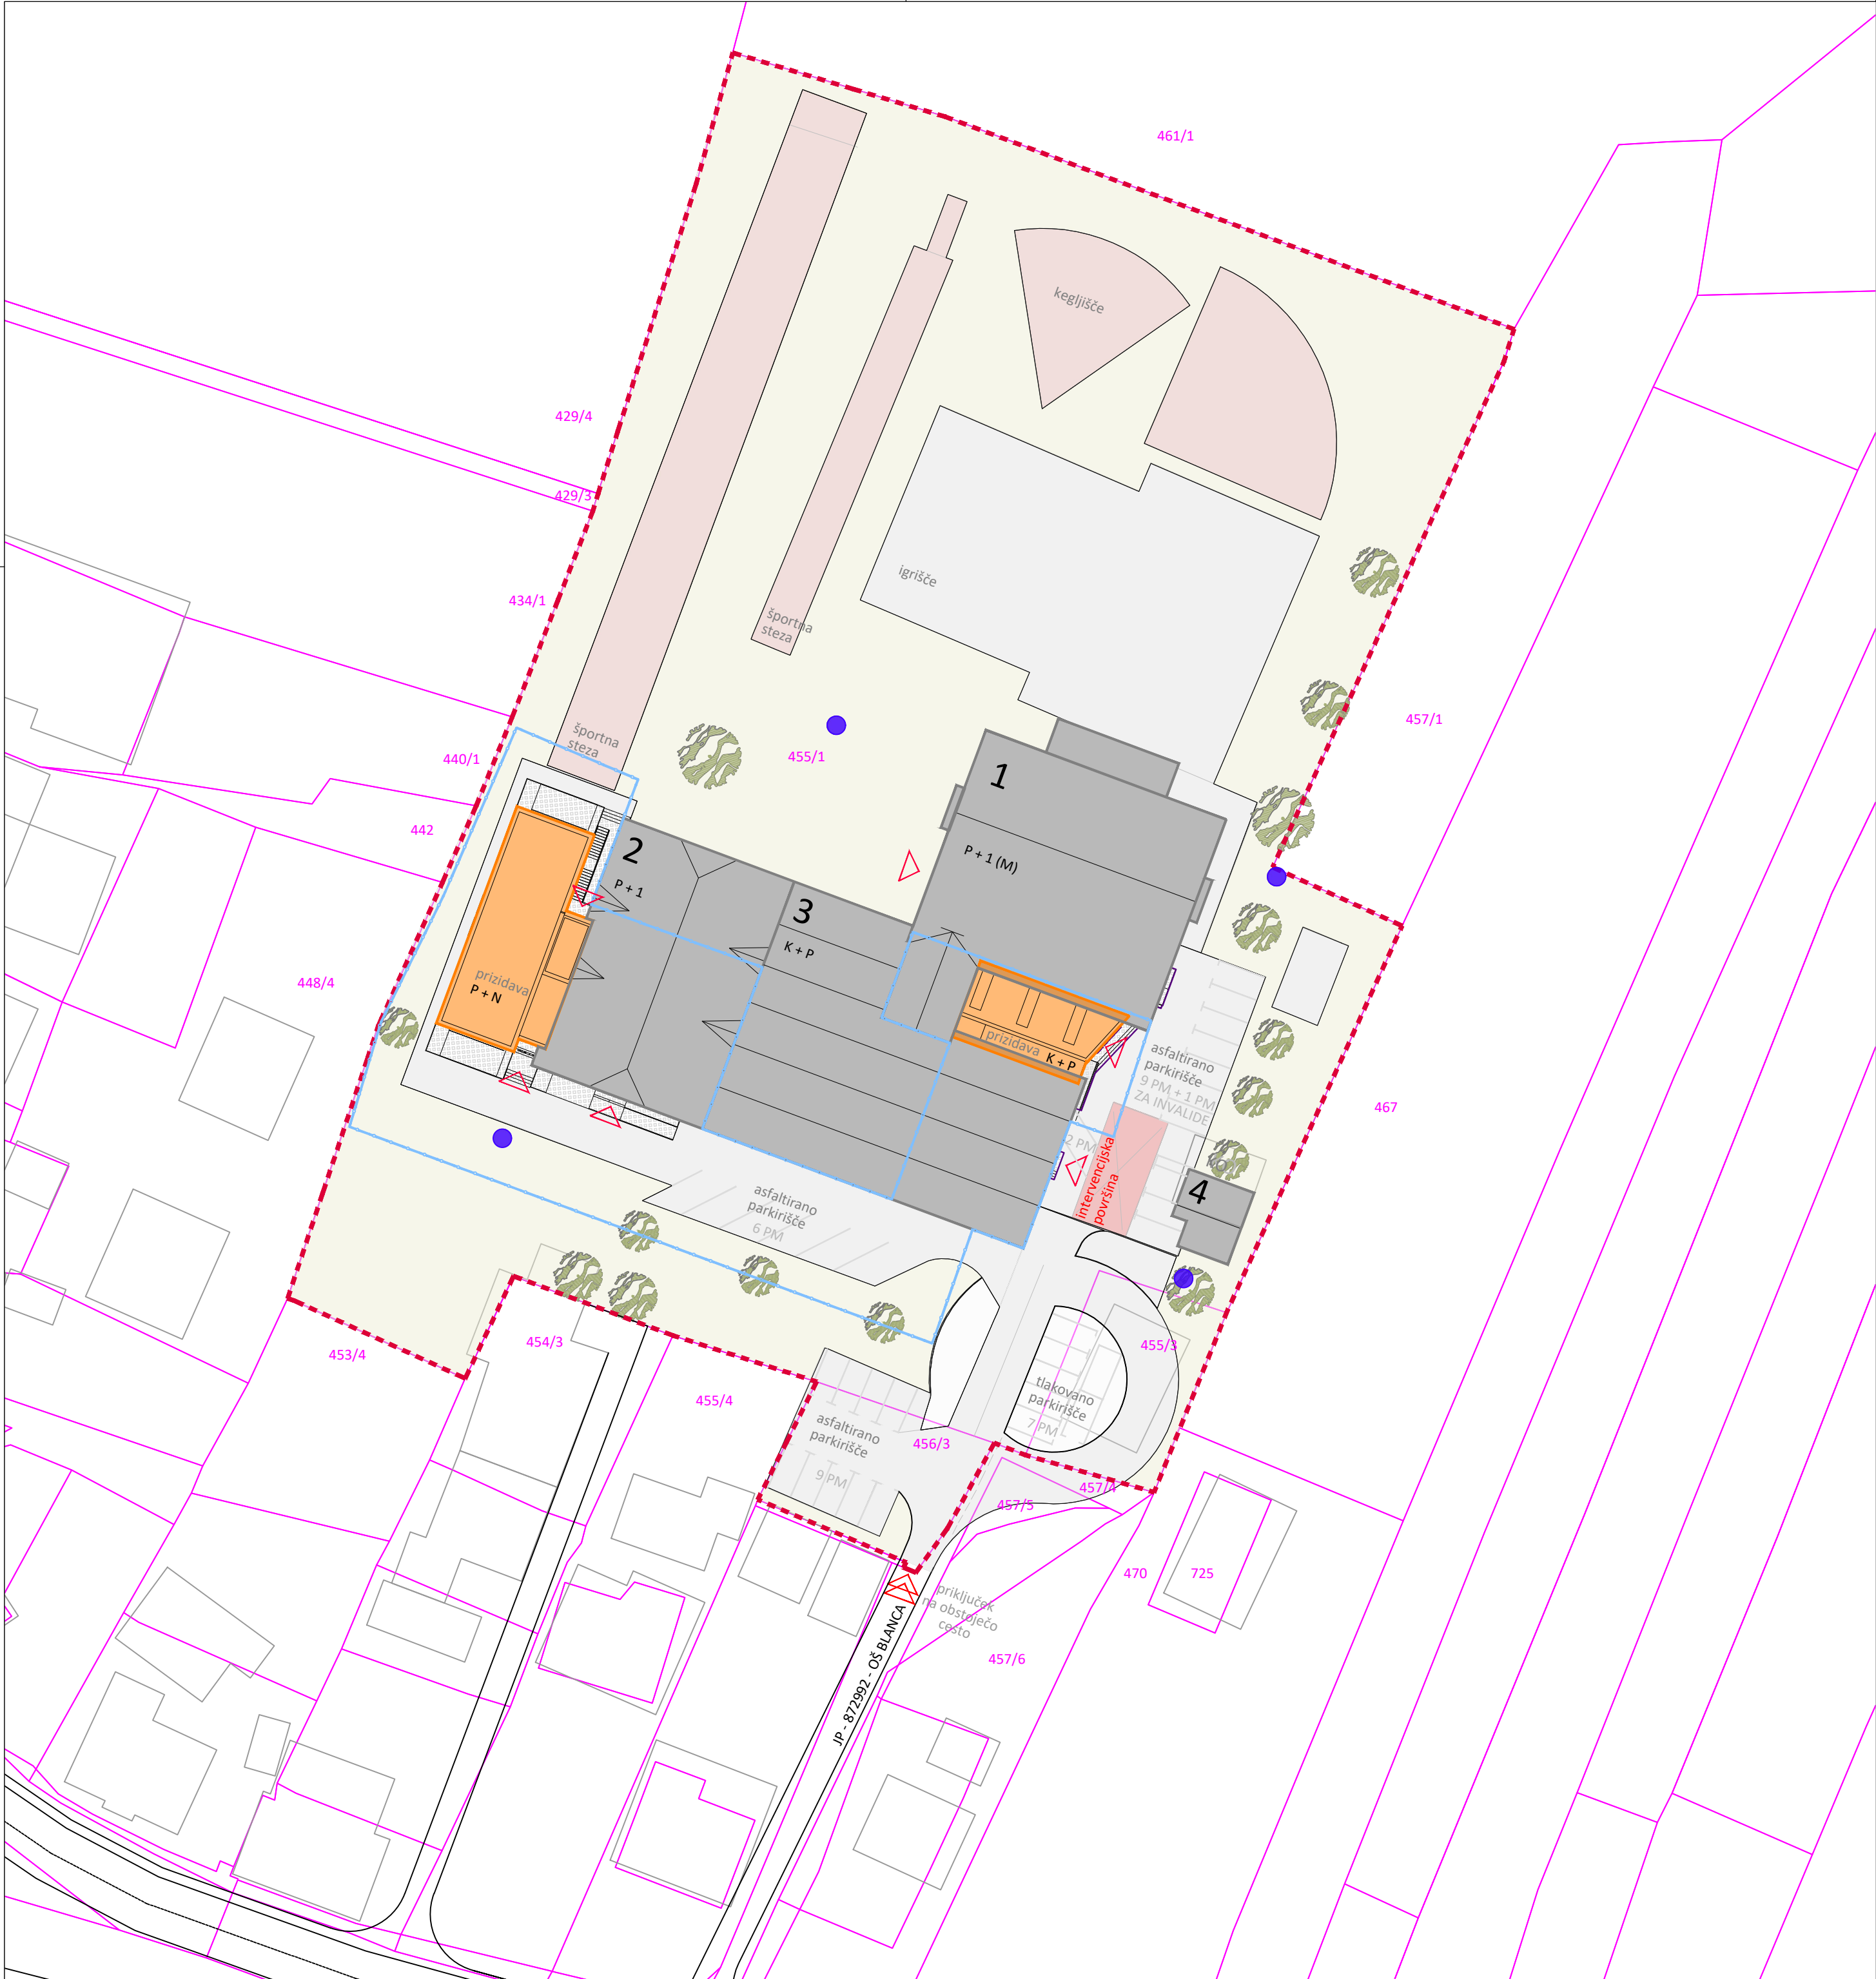 461/1
kegljišče
429/4
429/3
igrišče
434/1
športna
steza
457/1
športna
steza
440/1
455/1
1
442
2
P + 1 (M)
P + 1
3
K + P
448/4
prizidava
P + N
prizidava
K + P
asfaltirano
parkirišče
9 PM + 1 PM
ZA INVALIDE
467
2 PM
intervencijska
površina
KO
4
asfaltirano
parkirišče
6 PM
454/3
453/4
455/3
455/4
tlakovano
parkirišče
7 PM
asfaltirano
parkirišče
9 PM
456/3
457/4
457/5
470
725
priključek
na obstoječo
cesto
JP - 872992 - OŠ BLANCA
457/6